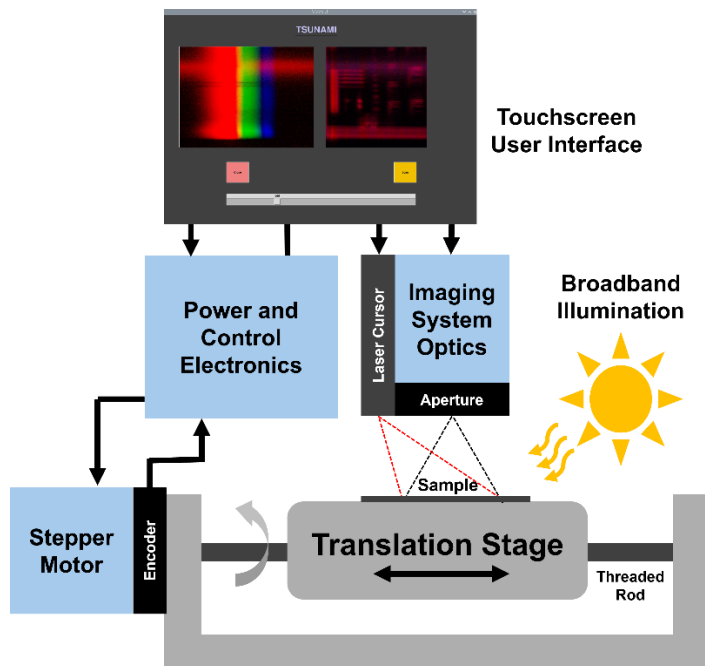 TSUNAMI
Touchscreen
User Interface
Power and
Control
Electronics
Laser Cursor
Imaging
System
Optics
Aperture
Broadband
Illumination
Sample
Stepper
Motor
Encoder
Translation Stage
Threaded
Rod